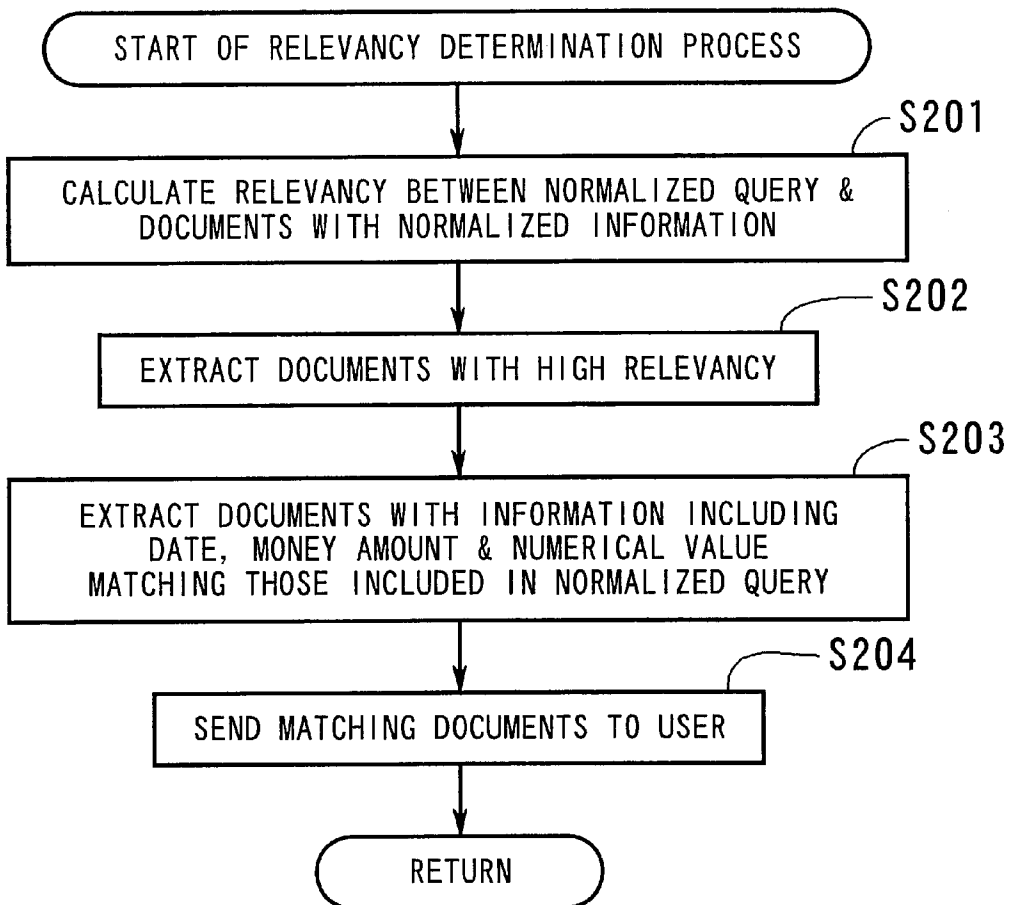 START OF RELEVANCY DETERMINATION PROCESS
S201
CALCULATE RELEVANCY BETWEEN NORMALIZED QUERY &
DOCUMENTS WITH NORMALIZED INFORMATION
S202
EXTRACT DOCUMENTS WITH HIGH RELEVANCY
S203
EXTRACT DOCUMENTS WITH INFORMATION INCLUDING
DATE, MONEY AMOUNT & NUMERICAL VALUE
MATCHING THOSE INCLUDED IN NORMALIZED QUERY
S204
SEND MATCHING DOCUMENTS TO USER
RETURN